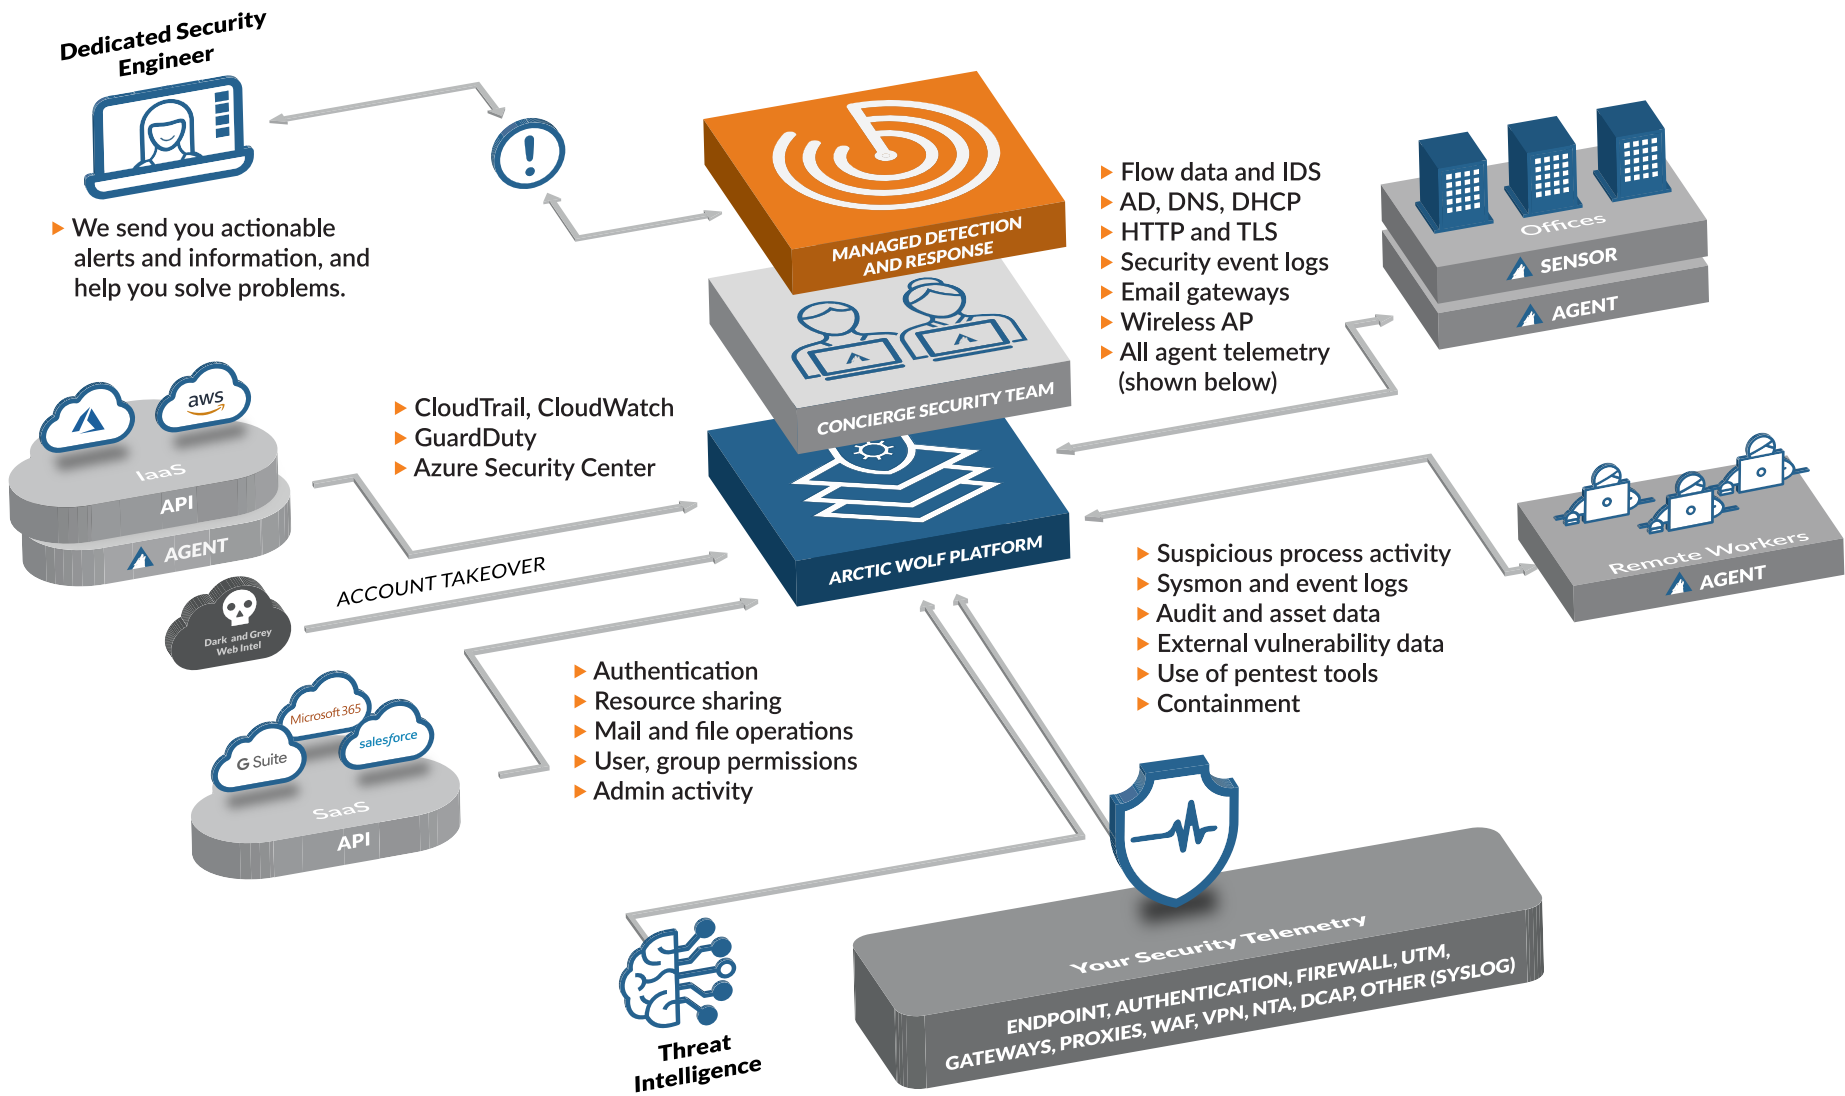 Dedicated Security
Engineer
We send you actionable
alerts and information, and
help you solve problems.
MANAGED DETECTION
AND RESPONSE
CONCIERGE SECURITY TEAM
ARCTIC WOLF PLATFORM
Flow data and IDS
AD, DNS, DHCP
HTTP and TLS
Security event logs
Email gateways
Wireless AP
All agent telemetry
(shown below)
Offices
SENSOR
AGENT
aws
IaaS
API
AGENT
CloudTrail, CloudWatch
GuardDuty
Azure Security Center
ACCOUNT TAKEOVER
Dark and Grey
Web Intel
Remote Workers
AGENT
Suspicious process activity
Sysmon and event logs
Audit and asset data
External vulnerability data
Use of pentest tools
Containment
Microsoft 365
G Suite
salesforce
SaaS
API
Authentication
Resource sharing
Mail and file operations
User, group permissions
Admin activity
Threat
Intelligence
Your Security Telemetry
ENDPOINT, AUTHENTICATION, FIREWALL, UTM,
GATEWAYS, PROXIES, WAF, VPN, NTA, DCAP, OTHER (SYSLOG)